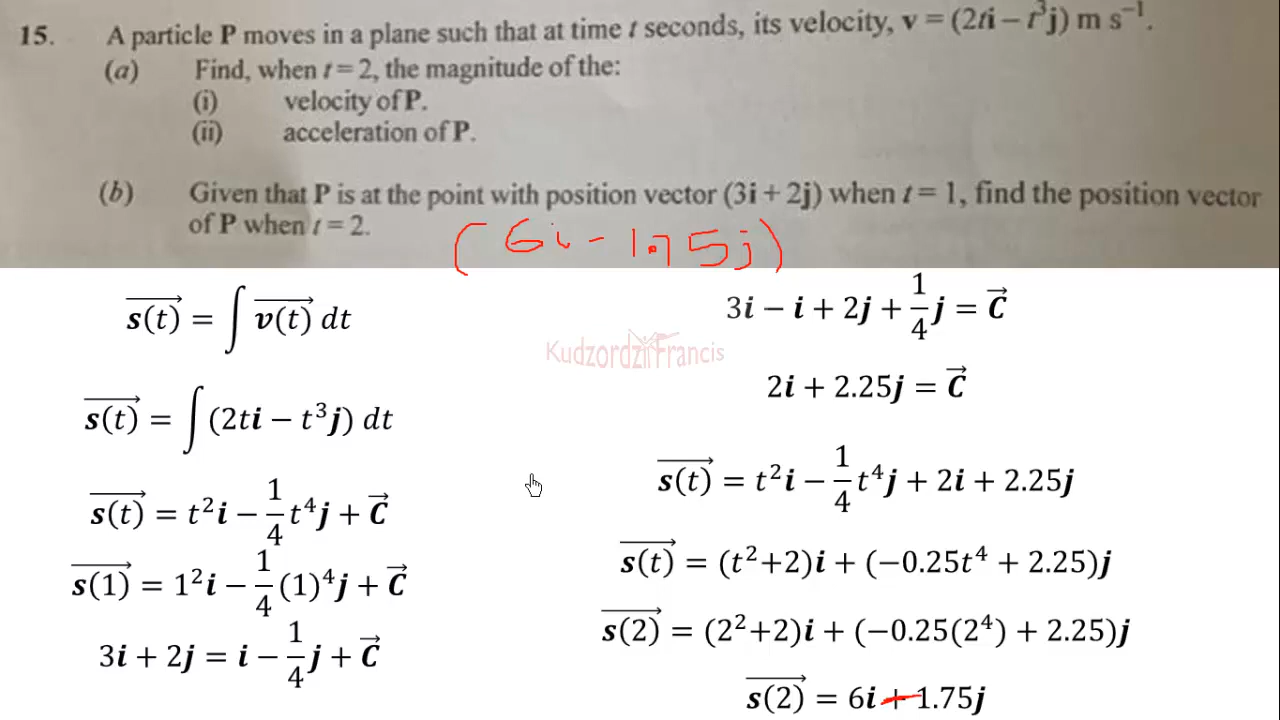 15. A particle P moves in a plane such that at time t seconds, its velocity, v = (2ti − t³j) m s⁻¹.
(a) Find, when t = 2, the magnitude of the:
(i) velocity of P.
(ii) acceleration of P.
(b) Given that P is at the point with position vector (3i + 2j) when t = 1, find the position vector
of P when t = 2.
(6i − 1.75j)
s(t) = ∫ v(t) dt
s(t) = ∫ (2ti − t³j) dt
s(t) = t²i − 1/4 t⁴j + C
s(1) = 1²i − 1/4 (1)⁴j + C
3i + 2j = i − 1/4 j + C
Kudzordzi Francis
3i − i + 2j + 1/4 j = C
2i + 2.25j = C
s(t) = t²i − 1/4 t⁴j + 2i + 2.25j
s(t) = (t²+2)i + (−0.25t⁴ + 2.25)j
s(2) = (2²+2)i + (−0.25(2⁴) + 2.25)j
s(2) = 6i − 1.75j